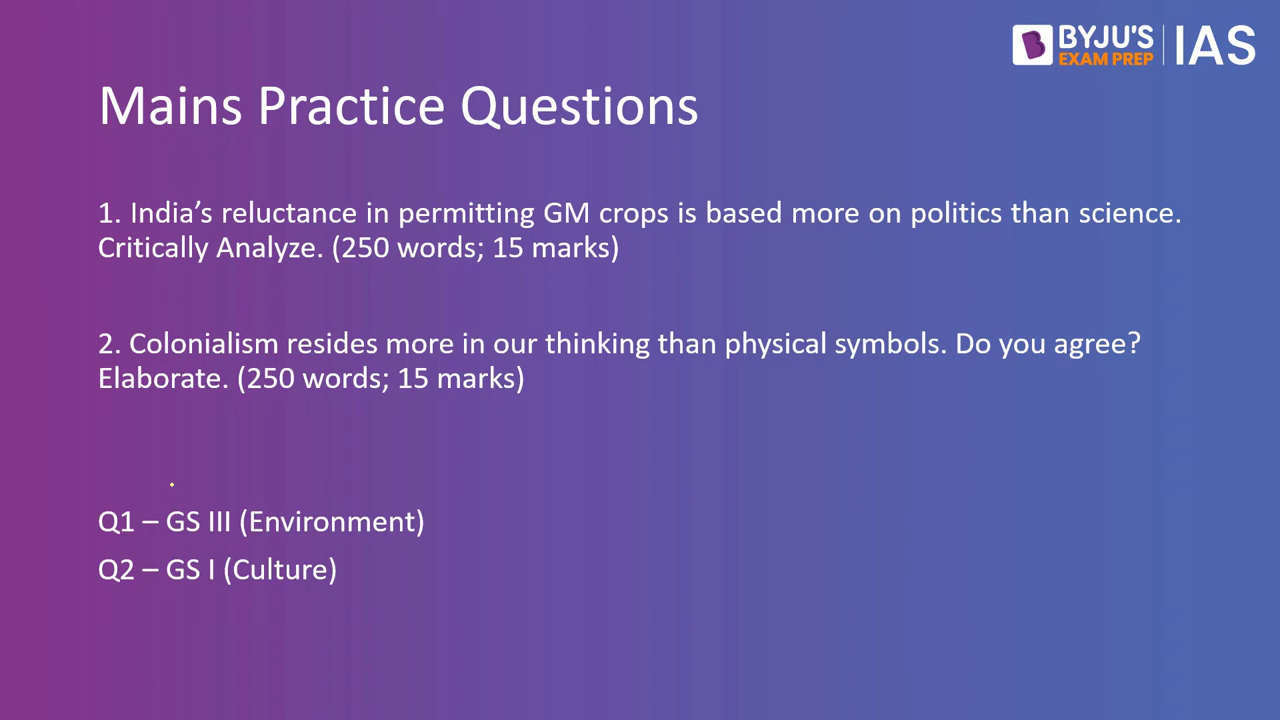 BYJU'S
EXAM PREP
IAS
Mains Practice Questions
1. India’s reluctance in permitting GM crops is based more on politics than science.
Critically Analyze. (250 words; 15 marks)
2. Colonialism resides more in our thinking than physical symbols. Do you agree?
Elaborate. (250 words; 15 marks)
Q1 – GS III (Environment)
Q2 – GS I (Culture)